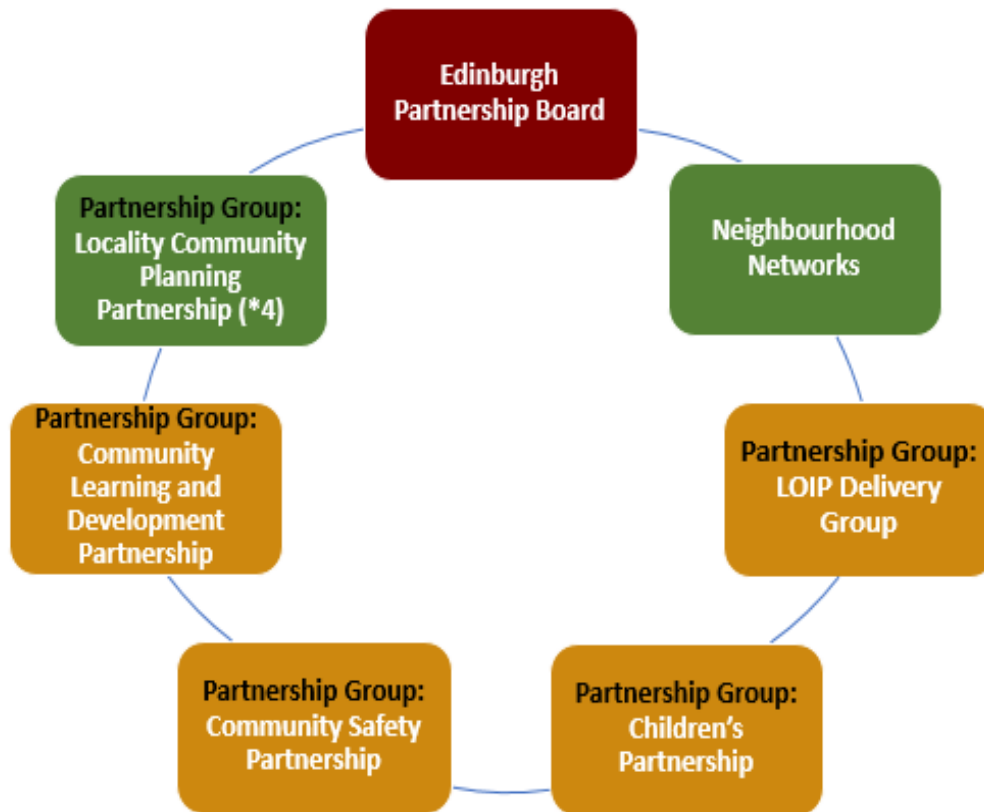 Edinburgh
Partnership Board
Neighbourhood
Networks
Partnership Group:
LOIP Delivery
Group
Partnership Group:
Children’s
Partnership
Partnership Group:
Community Safety
Partnership
Partnership Group:
Community
Learning and
Development
Partnership
Partnership Group:
Locality Community
Planning
Partnership (*4)